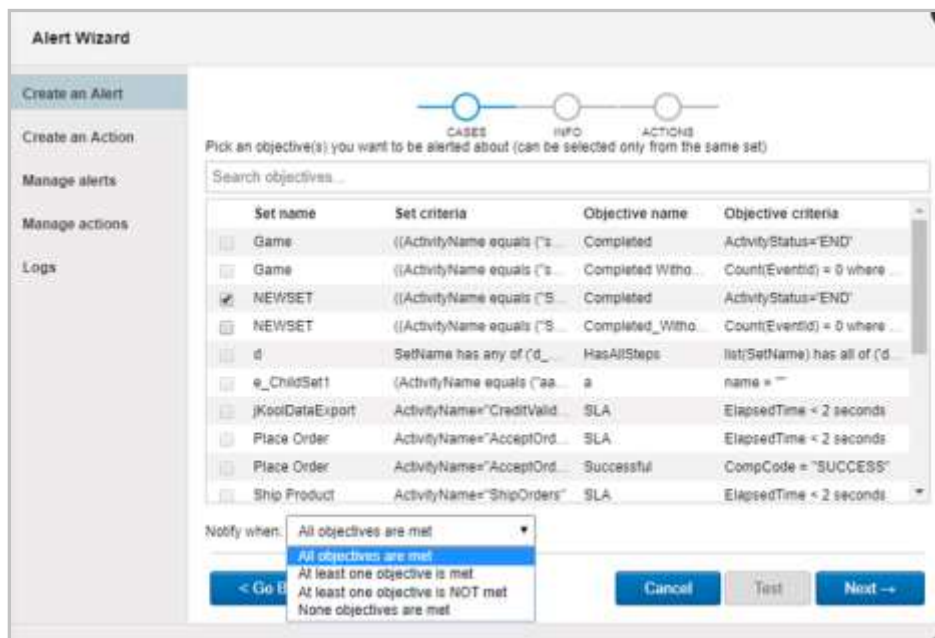 Alert Wizard
Create an Alert
Create an Action
Manage alerts
Manage actions
Logs
CASES INFO ACTIONS
Pick an objective(s) you want to be alerted about (can be selected only from the same set)
Search objectives...
Set name Set criteria Objective name Objective criteria
Game ((ActivityName equals ("s... Completed ActivityStatus='END'
Game ((ActivityName equals ("s... Completed Witho... Count(EventId) = 0 where ...
NEWSET ((ActivityName equals ("S... Completed ActivityStatus='END'
NEWSET ((ActivityName equals ("S... Completed_Witho... Count(EventId) = 0 where ...
d SetName has any of ('d_... HasAllSteps list(SetName) has all of ('d...
e_ChildSet1 (ActivityName equals ("aa... a name = ""
jKoolDataExport ActivityName="CreditValid... SLA ElapsedTime < 2 seconds
Place Order ActivityName="AcceptOrd... SLA ElapsedTime < 2 seconds
Place Order ActivityName="AcceptOrd... Successful CompCode = "SUCCESS"
Ship Product ActivityName="ShipOrders" SLA ElapsedTime < 2 seconds
Notify when: All objectives are met
All objectives are met
At least one objective is met
At least one objective is NOT met
None objectives are met
< Go B Cancel Test Next →